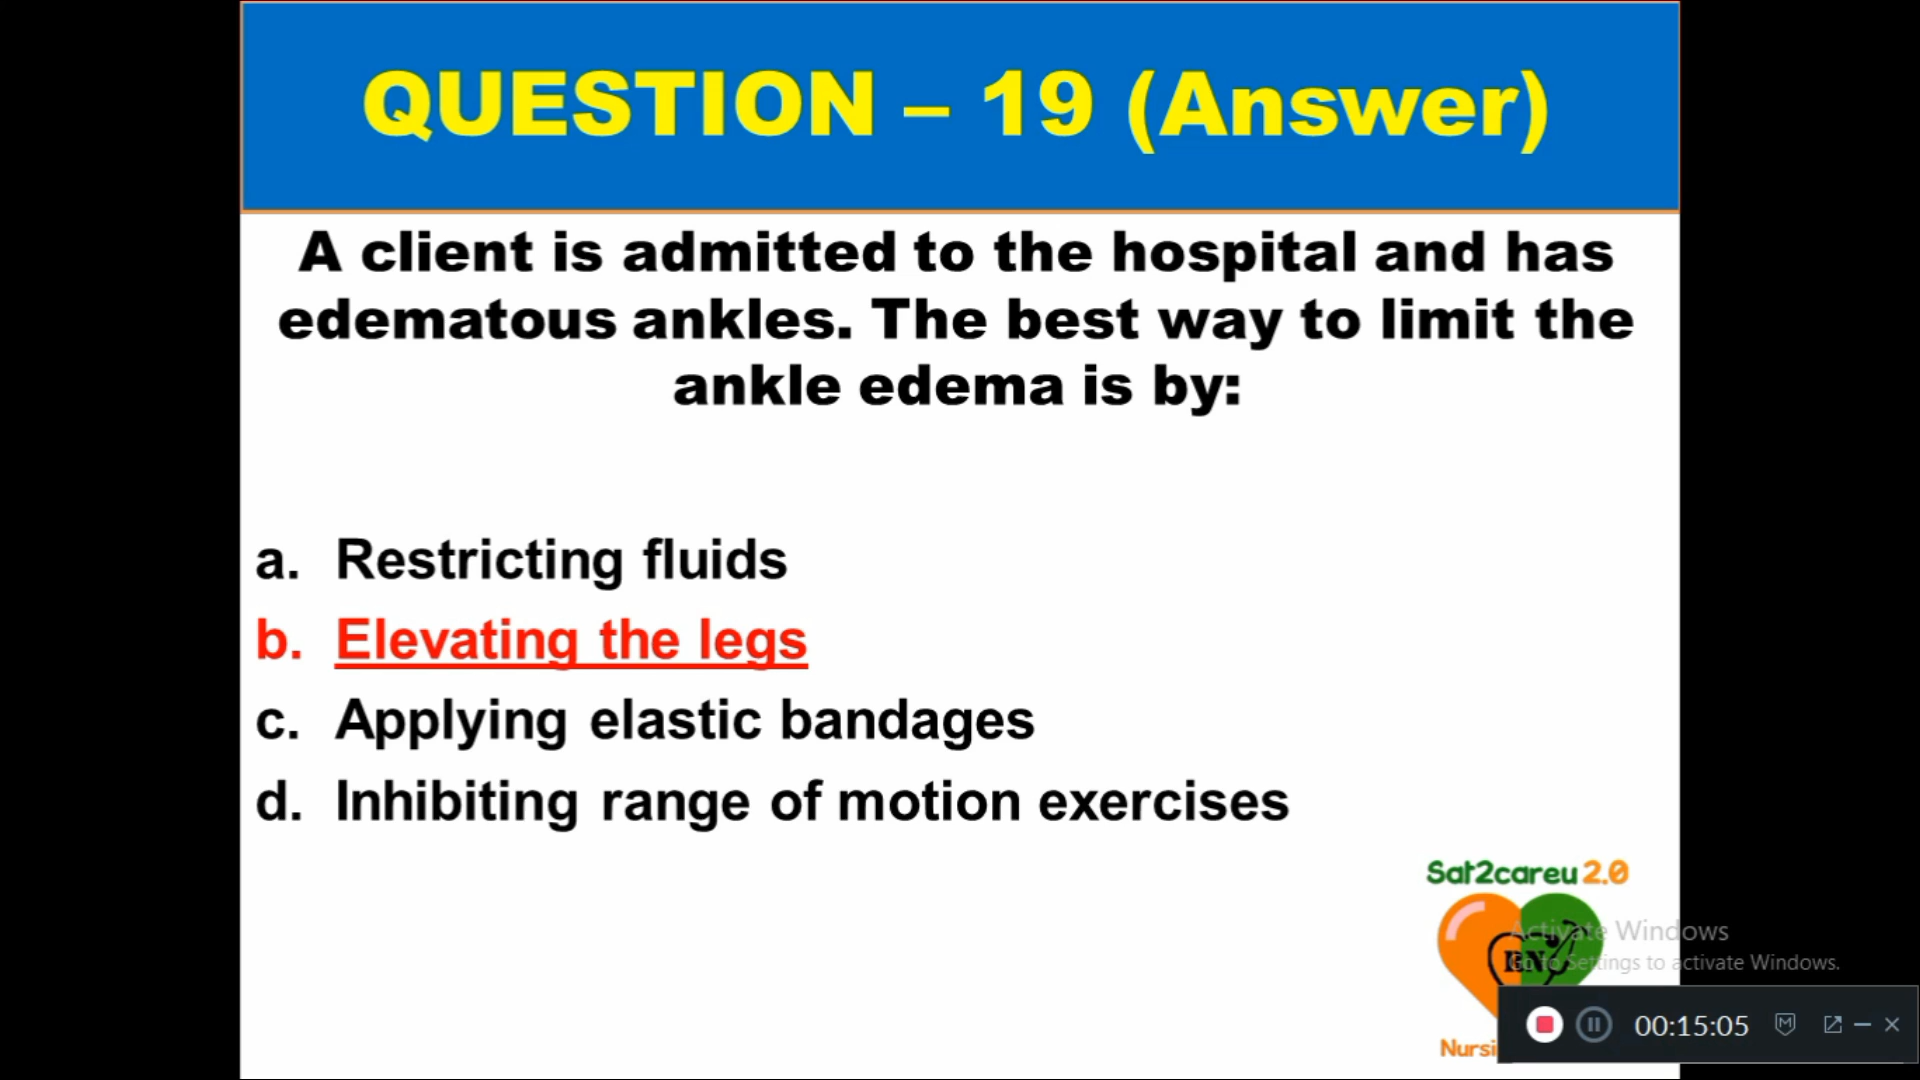 QUESTION – 19 (Answer)
A client is admitted to the hospital and has
edematous ankles. The best way to limit the
ankle edema is by:
a. Restricting fluids
b. Elevating the legs
c. Applying elastic bandages
d. Inhibiting range of motion exercises
Sat2careu 2.0
RN
Activate Windows
Go to Settings to activate Windows.
Nursi
00:15:05